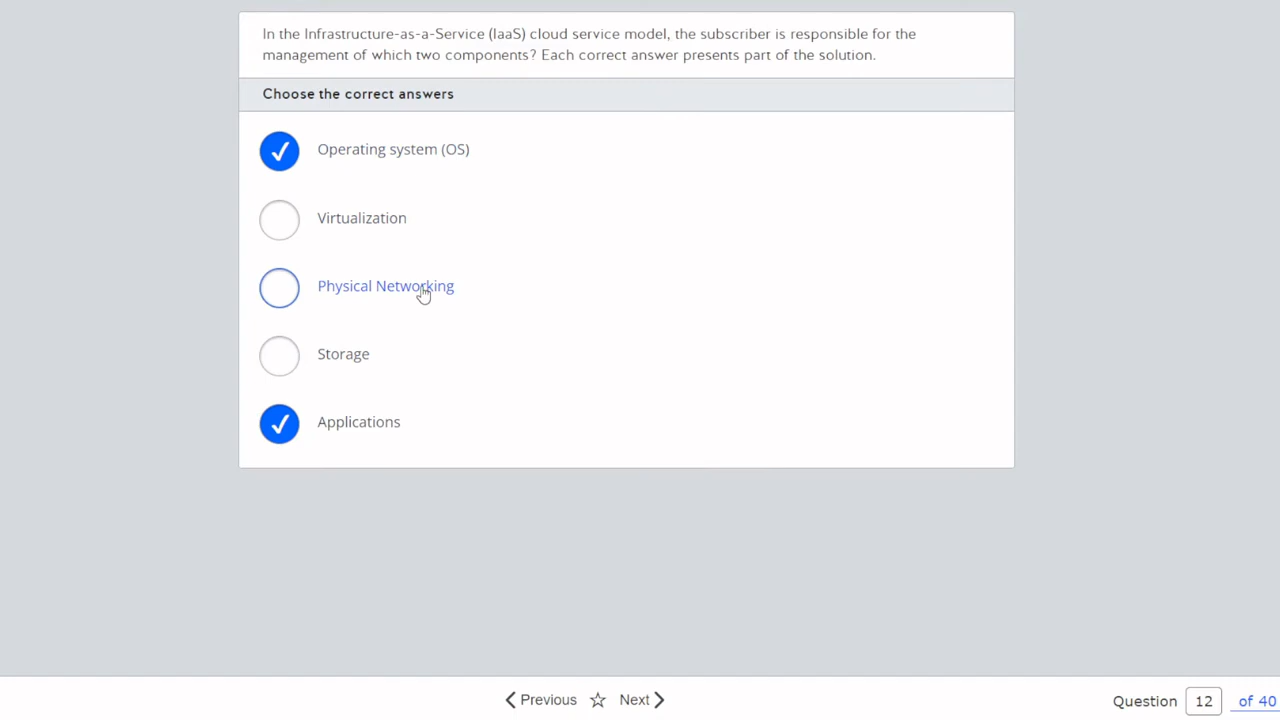 In the Infrastructure-as-a-Service (IaaS) cloud service model, the subscriber is responsible for the
management of which two components? Each correct answer presents part of the solution.
Choose the correct answers
Operating system (OS)
Virtualization
Physical Networking
Storage
Applications
Previous Next Question 12 of 40